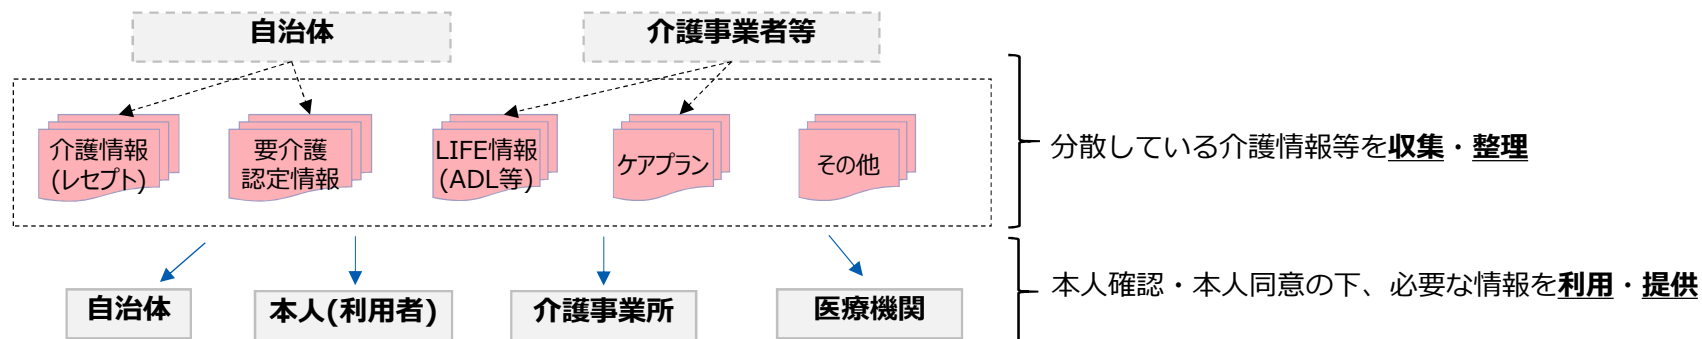 自治体
介護事業者等
介護情報
(レセプト)
要介護
認定情報
LIFE情報
(ADL等)
ケアプラン
その他
分散している介護情報等を収集・整理
自治体
本人(利用者)
介護事業所
医療機関
本人確認・本人同意の下、必要な情報を利用・提供